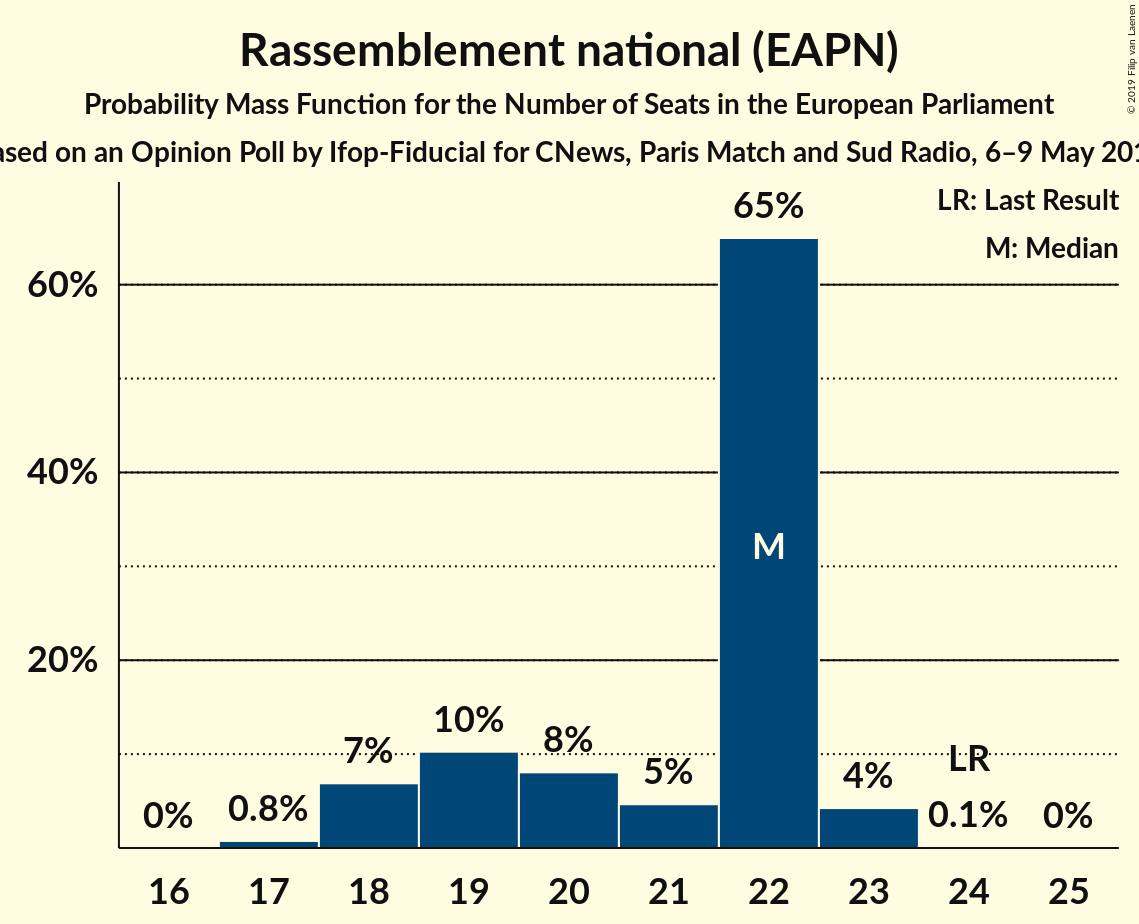 Rassemblement national (EAPN)
Probability Mass Function for the Number of Seats in the European Parliament
on an Opinion Poll by Ifop-Fiducial for CNews, Paris Match and Sud Radio, 6–9 May
© 2019 Filip van Laenen
LR: Last Result
M: Median
60%
40%
20%
0%
0.8%
7%
10%
8%
5%
65%
M
4%
LR
0.1%
0%
16 17 18 19 20 21 22 23 24 25